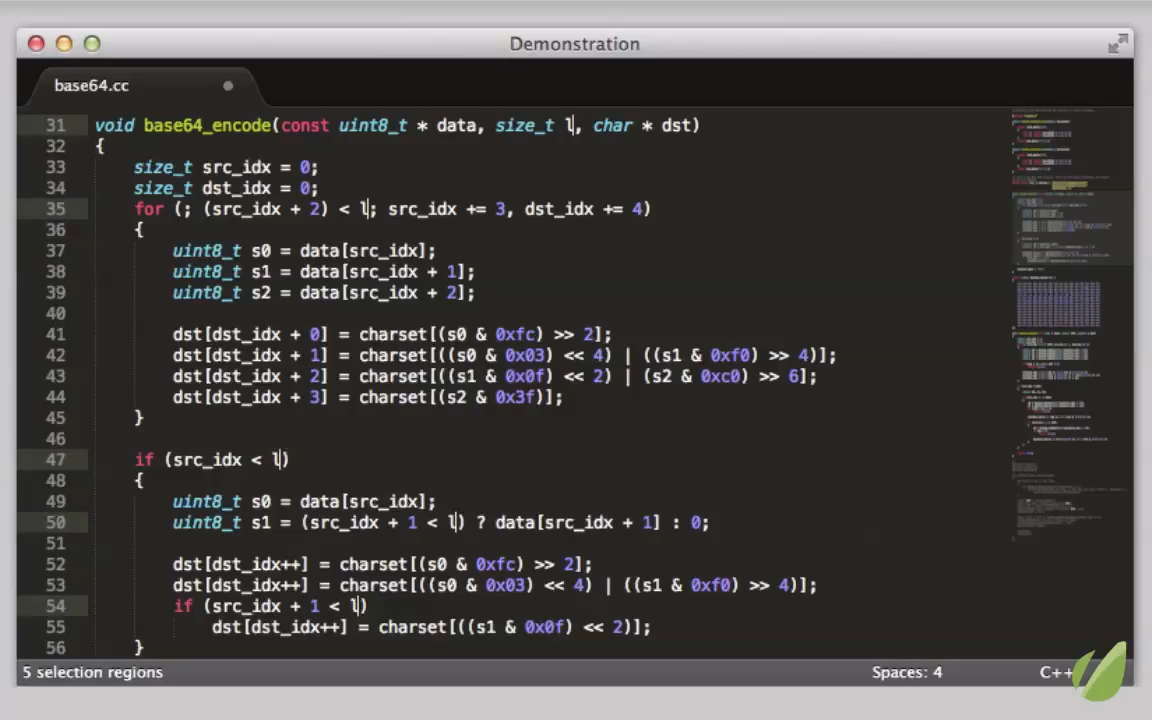 Demonstration
base64.cc
31 void base64_encode(const uint8_t * data, size_t l, char * dst)
32 {
33 size_t src_idx = 0;
34 size_t dst_idx = 0;
35 for (; (src_idx + 2) < l; src_idx += 3, dst_idx += 4)
36 {
37 uint8_t s0 = data[src_idx];
38 uint8_t s1 = data[src_idx + 1];
39 uint8_t s2 = data[src_idx + 2];
40
41 dst[dst_idx + 0] = charset[(s0 & 0xfc) >> 2];
42 dst[dst_idx + 1] = charset[((s0 & 0x03) << 4) | ((s1 & 0xf0) >> 4)];
43 dst[dst_idx + 2] = charset[((s1 & 0x0f) << 2) | (s2 & 0xc0) >> 6];
44 dst[dst_idx + 3] = charset[(s2 & 0x3f)];
45 }
46
47 if (src_idx < l)
48 {
49 uint8_t s0 = data[src_idx];
50 uint8_t s1 = (src_idx + 1 < l) ? data[src_idx + 1] : 0;
51
52 dst[dst_idx++] = charset[(s0 & 0xfc) >> 2];
53 dst[dst_idx++] = charset[((s0 & 0x03) << 4) | ((s1 & 0xf0) >> 4)];
54 if (src_idx + 1 < l)
55 dst[dst_idx++] = charset[((s1 & 0x0f) << 2)];
56 }
5 selection regions Spaces: 4 C++